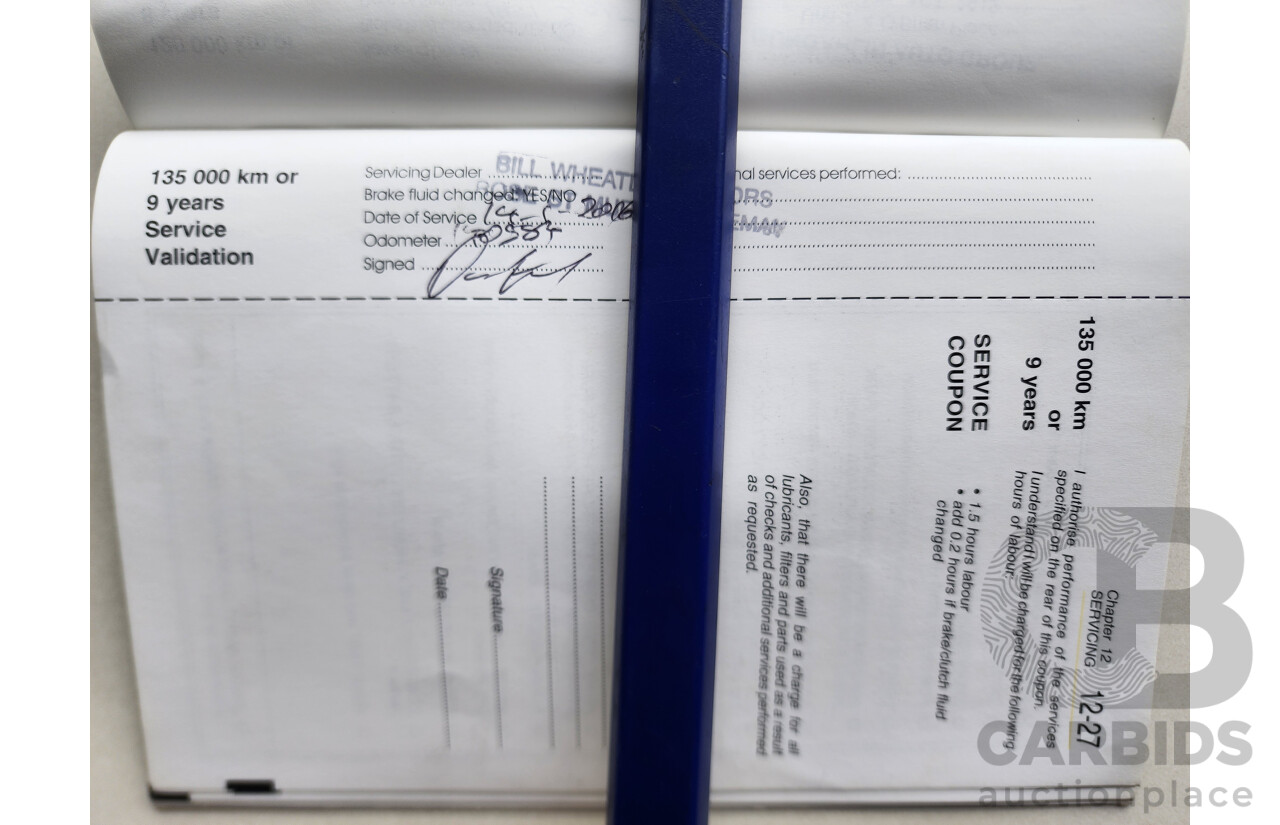 135 000 km or
9 years
Service
Validation
Servicing Dealer
BILL WHEAT
Brake fluid changed: YES/NO
Date of Service
Odometer
Signed
nal services performed:
ORS
EMAN
135 000 km
or
9 years
SERVICE
COUPON
I authorise performance of the services
specified on the rear of this coupon.
I understand I will be charged for the following
hours of labour:
• 1.5 hours labour
• add 0.2 hours if brake/clutch fluid
changed
Also, that there will be a charge for all
lubricants, filters and parts used as a result
of checks and additional services performed
as requested.
Signature
Date
Chapter 12
SERVICING 12-27
CARBIDS
auctionplace